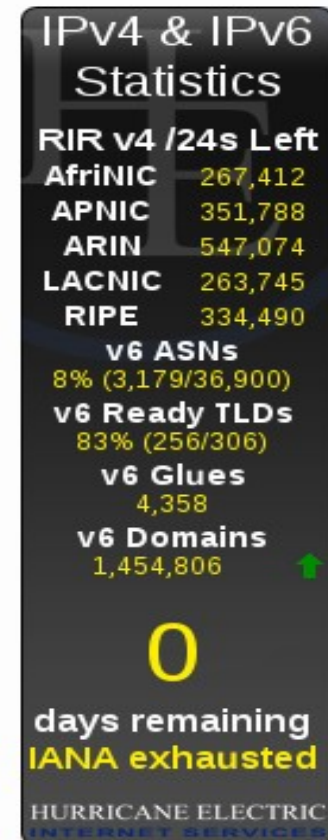 IPv4 & IPv6
Statistics
RIR v4 /24s Left
AfriNIC 267,412
APNIC 351,788
ARIN 547,074
LACNIC 263,745
RIPE 334,490
v6 ASNs
8% (3,179/36,900)
v6 Ready TLDs
83% (256/306)
v6 Glues
4,358
v6 Domains
1,454,806
0
days remaining
IANA exhausted
HURRICANE ELECTRIC
INTERNET SERVICES